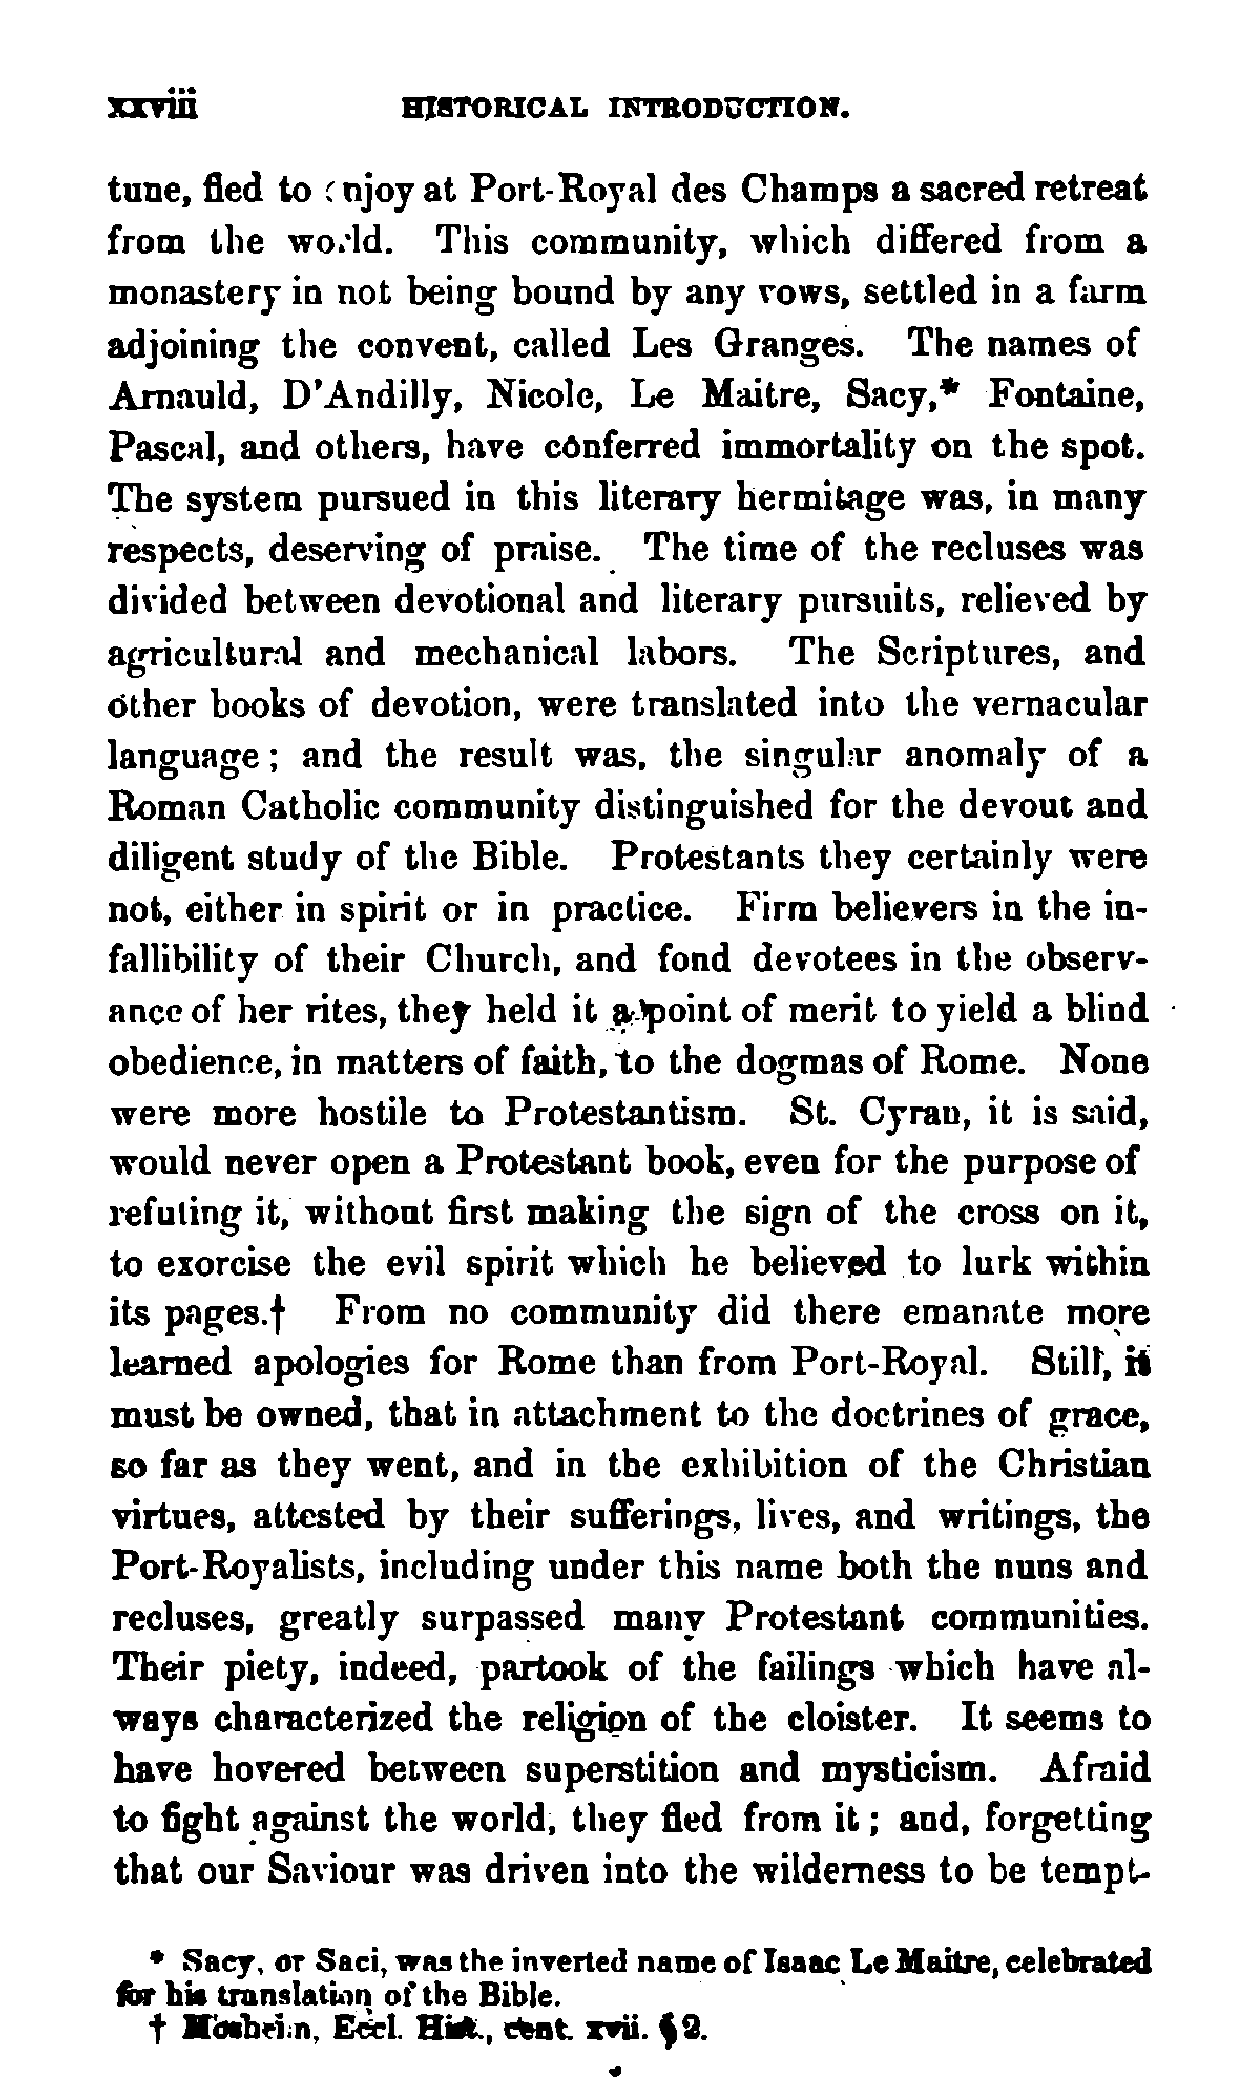 xxviii HISTORICAL INTRODUCTION.
tune, fled to enjoy at Port-Royal des Champs a sacred retreat
from the world. This community, which differed from a
monastery in not being bound by any vows, settled in a farm
adjoining the convent, called Les Granges. The names of
Arnauld, D'Andilly, Nicole, Le Maitre, Sacy,* Fontaine,
Pascal, and others, have conferred immortality on the spot.
The system pursued in this literary hermitage was, in many
respects, deserving of praise. The time of the recluses was
divided between devotional and literary pursuits, relieved by
agricultural and mechanical labors. The Scriptures, and
other books of devotion, were translated into the vernacular
language; and the result was, the singular anomaly of a
Roman Catholic community distinguished for the devout and
diligent study of the Bible. Protestants they certainly were
not, either in spirit or in practice. Firm believers in the in-
fallibility of their Church, and fond devotees in the observ-
ance of her rites, they held it a point of merit to yield a blind
obedience, in matters of faith, to the dogmas of Rome. None
were more hostile to Protestantism. St. Cyran, it is said,
would never open a Protestant book, even for the purpose of
refuting it, without first making the sign of the cross on it,
to exorcise the evil spirit which he believed to lurk within
its pages.† From no community did there emanate more
learned apologies for Rome than from Port-Royal. Still, it
must be owned, that in attachment to the doctrines of grace,
so far as they went, and in the exhibition of the Christian
virtues, attested by their sufferings, lives, and writings, the
Port-Royalists, including under this name both the nuns and
recluses, greatly surpassed many Protestant communities.
Their piety, indeed, partook of the failings which have al-
ways characterized the religion of the cloister. It seems to
have hovered between superstition and mysticism. Afraid
to fight against the world, they fled from it; and, forgetting
that our Saviour was driven into the wilderness to be tempt-
* Sacy, or Saci, was the inverted name of Isaac Le Maitre, celebrated
for his translation of the Bible.
† Mosheim, Eccl. Hist., cent. xvii. § 2.